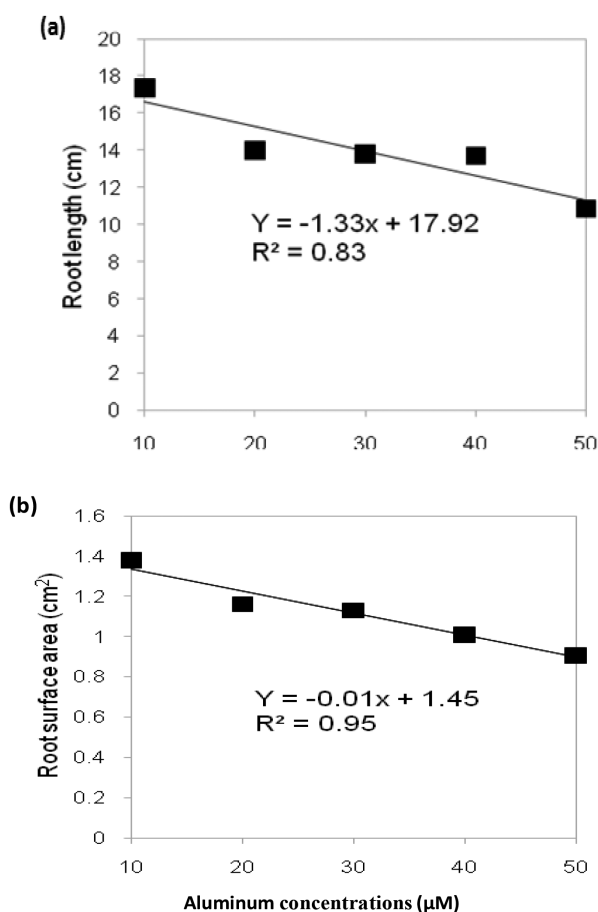 (a)
20
18
16
14
12
10
8
6
4
2
0
Root length (cm)
Y = -1.33x + 17.92
R² = 0.83
10 20 30 40 50
(b)
1.6
1.4
1.2
1
0.8
0.6
0.4
0.2
0
Root surface area (cm²)
Y = -0.01x + 1.45
R² = 0.95
10 20 30 40 50
Aluminum concentrations (µM)